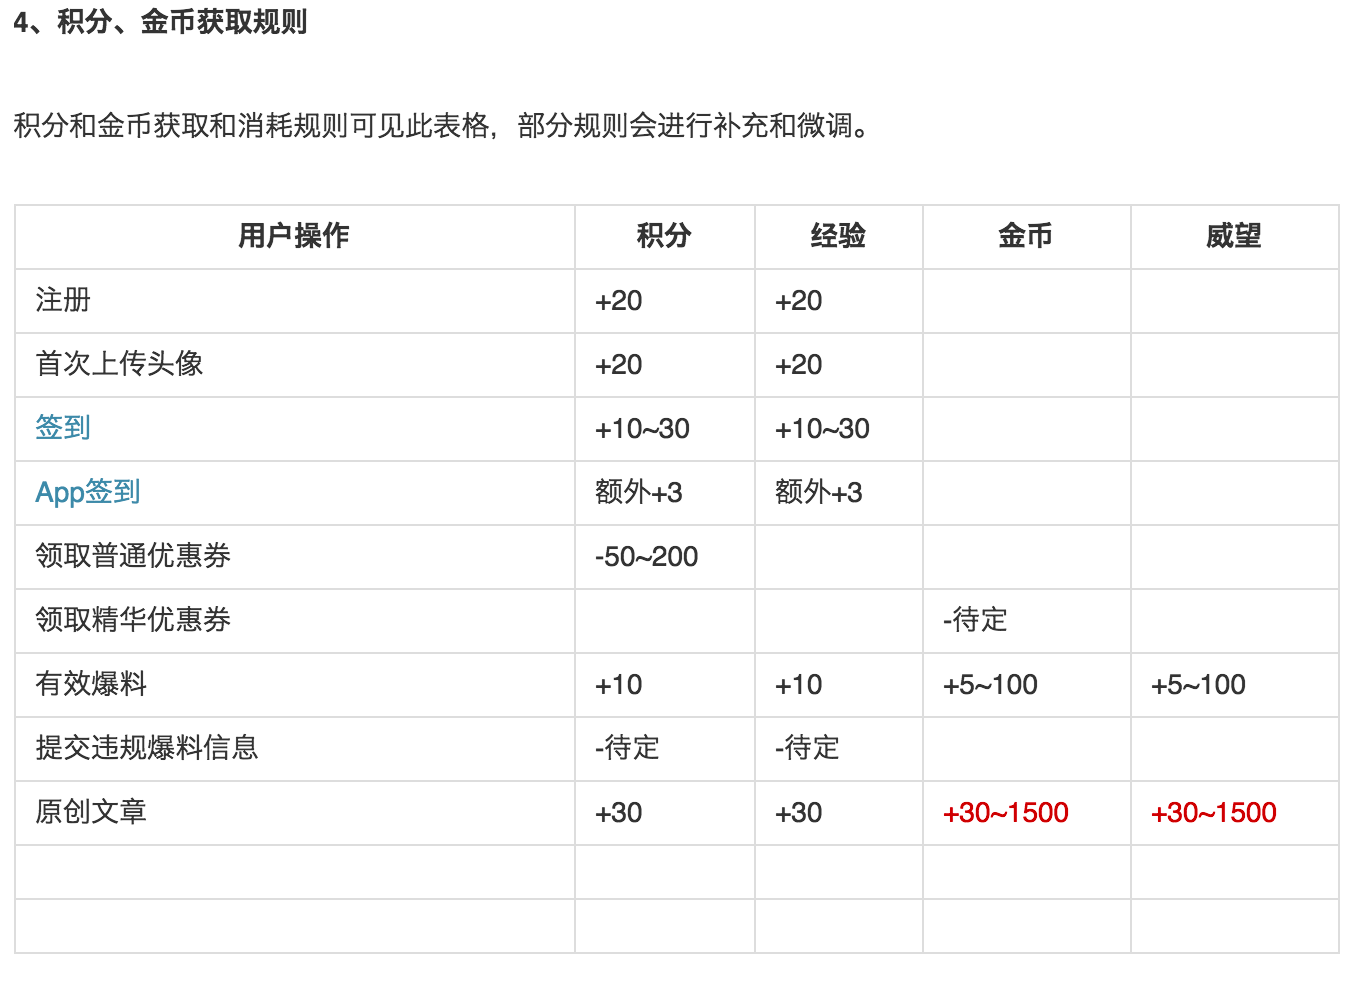 4、积分、金币获取规则
积分和金币获取和消耗规则可见此表格，部分规则会进行补充和微调。
用户操作 积分 经验 金币 威望
注册 +20 +20
首次上传头像 +20 +20
签到 +10~30 +10~30
App签到 额外+3 额外+3
领取普通优惠券 -50~200
领取精华优惠券 -待定
有效爆料 +10 +10 +5~100 +5~100
提交违规爆料信息 -待定 -待定
原创文章 +30 +30 +30~1500 +30~1500